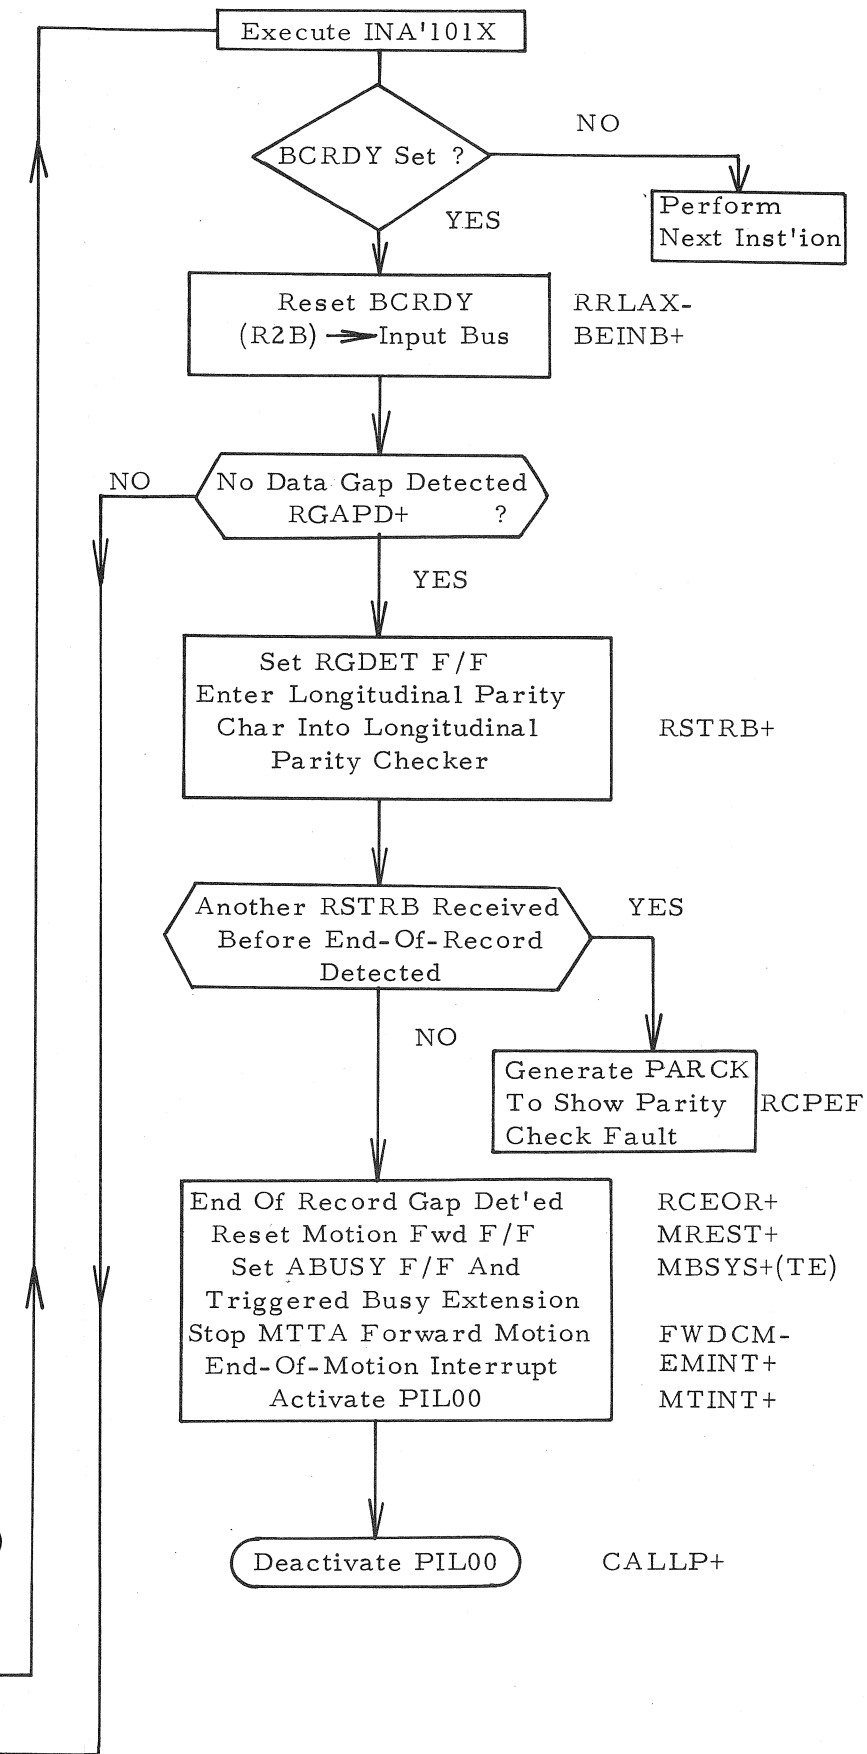 Execute INA'101X
NO
BCRDY Set ?
YES
Perform
Next Inst'ion
Reset BCRDY
RRLAX-
(R2B) → Input Bus
BEINB+
NO
No Data Gap Detected
RGAPD+ ?
YES
Set RGDET F/F
Enter Longitudinal Parity
Char Into Longitudinal
RSTRB+
Parity Checker
Another RSTRB Received
YES
Before End-Of-Record
Detected
NO
Generate PARCK
To Show Parity
RCPEF
Check Fault
End Of Record Gap Det'ed
RCEOR+
Reset Motion Fwd F/F
MREST+
Set ABUSY F/F And
MBSYS+(TE)
Triggered Busy Extension
Stop MTTA Forward Motion
FWDCM-
End-Of-Motion Interrupt
EMINT+
Activate PIL00
MTINT+
Deactivate PIL00
CALLP+
)